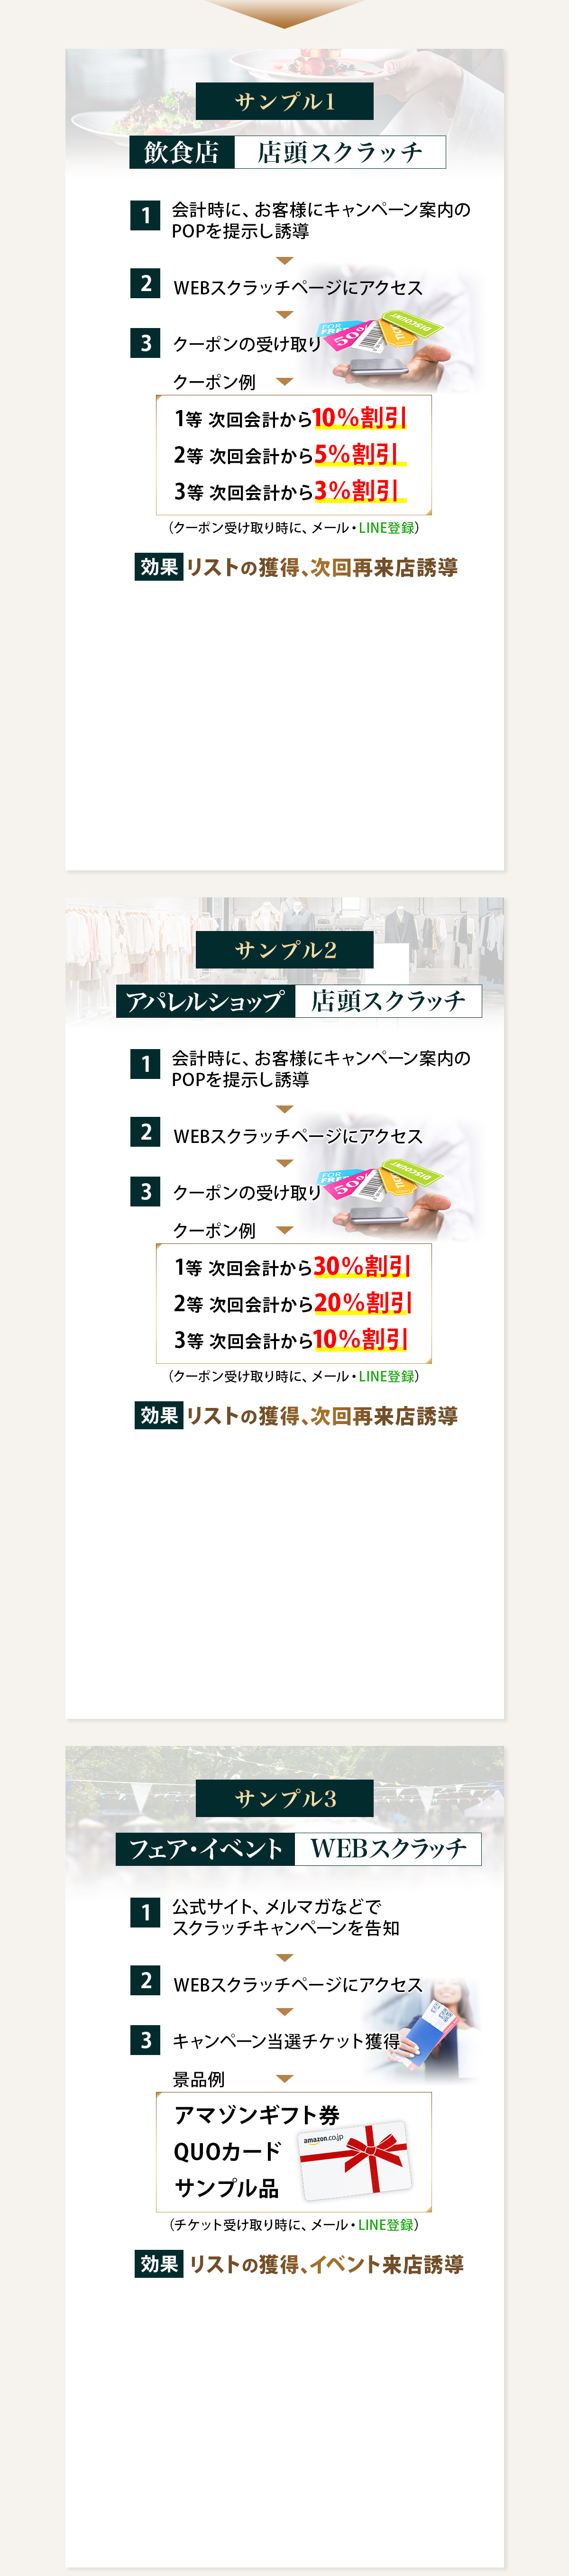 サンプル1
飲食店 店頭スクラッチ
1 会計時に、お客様にキャンペーン案内の
POPを提示し誘導
2 WEBスクラッチページにアクセス
3 クーポンの受け取り
FOR
FREE
50%
TICK
DISCOUNT
クーポン例
1等 次回会計から10%割引
2等 次回会計から5%割引
3等 次回会計から3%割引
（クーポン受け取り時に、メール・LINE登録）
効果 リストの獲得、次回再来店誘導
サンプル2
アパレルショップ 店頭スクラッチ
1 会計時に、お客様にキャンペーン案内の
POPを提示し誘導
2 WEBスクラッチページにアクセス
3 クーポンの受け取り
FOR
FREE
50%
TICK
DISCOUNT
クーポン例
1等 次回会計から30%割引
2等 次回会計から20%割引
3等 次回会計から10%割引
（クーポン受け取り時に、メール・LINE登録）
効果 リストの獲得、次回再来店誘導
サンプル3
フェア・イベント WEBスクラッチ
1 公式サイト、メルマガなどで
スクラッチキャンペーンを告知
2 WEBスクラッチページにアクセス
3 キャンペーン当選チケット獲得
景品例
アマゾンギフト券
QUOカード
サンプル品
amazon.co.jp
（チケット受け取り時に、メール・LINE登録）
効果 リストの獲得、イベント来店誘導